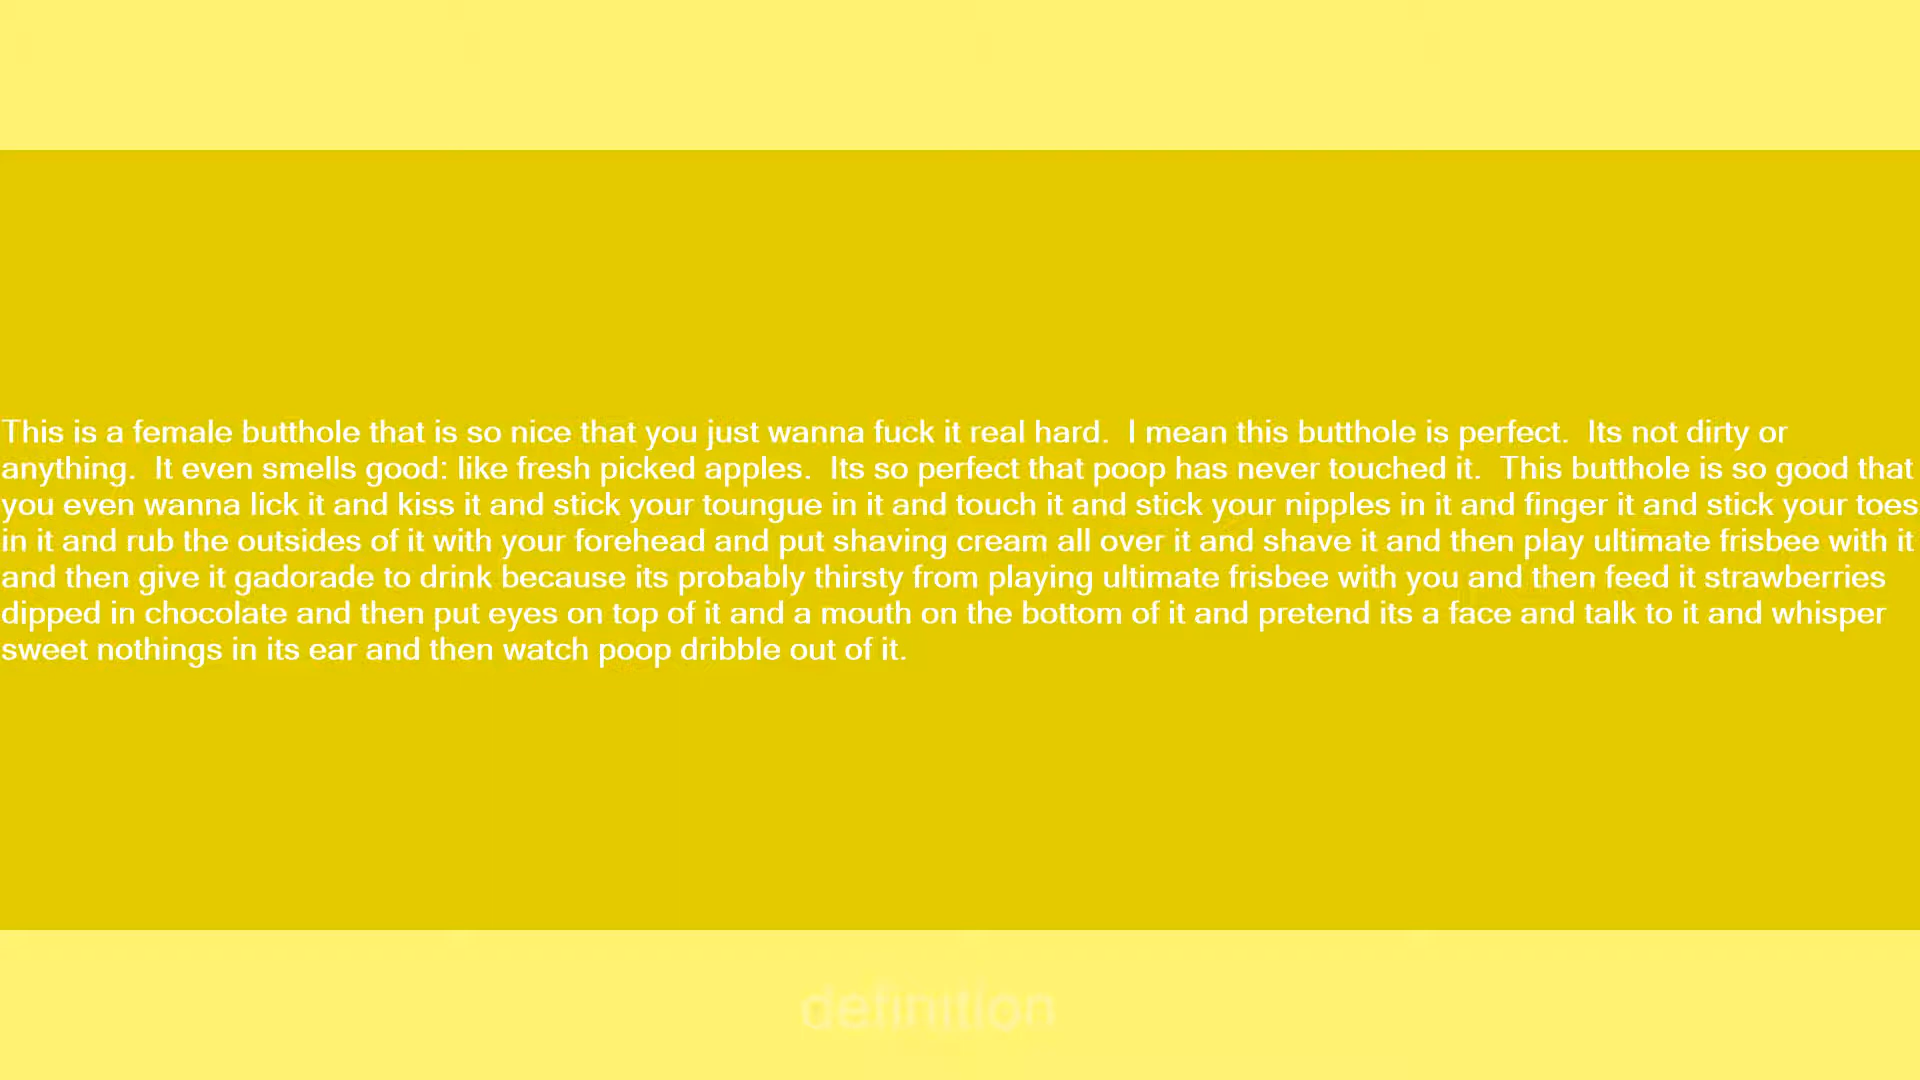 This is a female butthole that is so nice that you just wanna fuck it real hard.  I mean this butthole is perfect.  Its not dirty or
anything.  It even smells good: like fresh picked apples.  Its so perfect that poop has never touched it.  This butthole is so good that
you even wanna lick it and kiss it and stick your toungue in it and touch it and stick your nipples in it and finger it and stick your toes
in it and rub the outsides of it with your forehead and put shaving cream all over it and shave it and then play ultimate frisbee with it
and then give it gadorade to drink because its probably thirsty from playing ultimate frisbee with you and then feed it strawberries
dipped in chocolate and then put eyes on top of it and a mouth on the bottom of it and pretend its a face and talk to it and whisper
sweet nothings in its ear and then watch poop dribble out of it.
definition